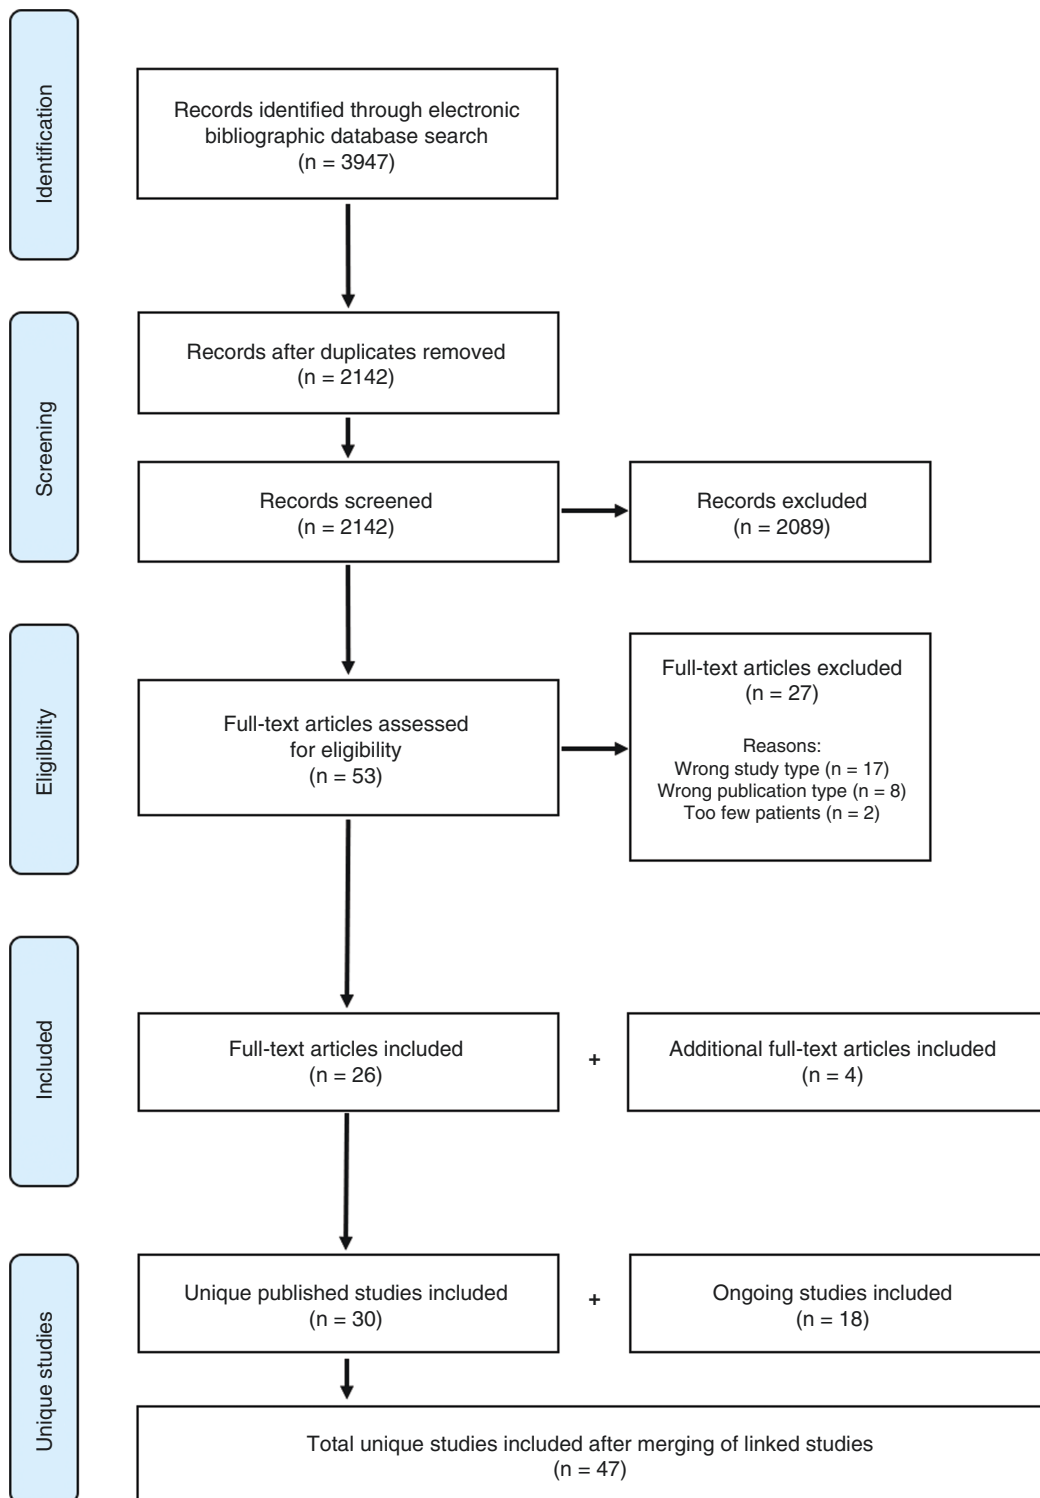 Identification
Records identified through electronic
bibliographic database search
(n = 3947)
Screening
Records after duplicates removed
(n = 2142)
Records screened
(n = 2142)
Records excluded
(n = 2089)
Eligilbility
Full-text articles assessed
for eligibility
(n = 53)
Full-text articles excluded
(n = 27)
Reasons:
Wrong study type (n = 17)
Wrong publication type (n = 8)
Too few patients (n = 2)
Included
Full-text articles included
(n = 26)
+
Additional full-text articles included
(n = 4)
Unique studies
Unique published studies included
(n = 30)
+
Ongoing studies included
(n = 18)
Total unique studies included after merging of linked studies
(n = 47)